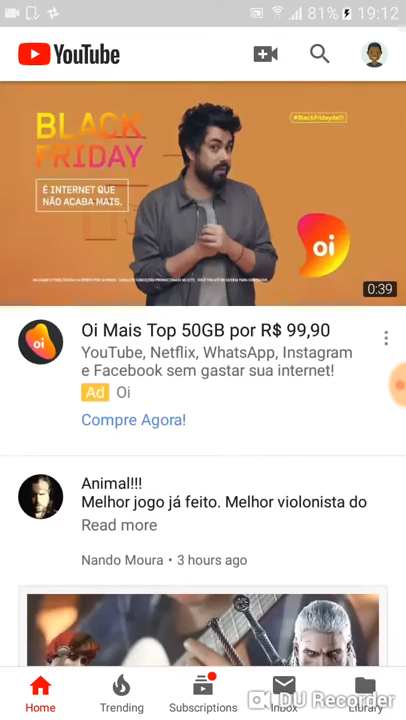 81% 19:12
YouTube
BLACK
FRIDAY
#BlackFridaydaOi
É INTERNET QUE
NÃO ACABA MAIS.
oi
0:39
oi
Oi Mais Top 50GB por R$ 99,90
YouTube, Netflix, WhatsApp, Instagram
e Facebook sem gastar sua internet!
Ad Oi
Compre Agora!
Animal!!!
Melhor jogo já feito. Melhor violonista do
Read more
Nando Moura • 3 hours ago
DU Recorder
Home Trending Subscriptions Inbox Library